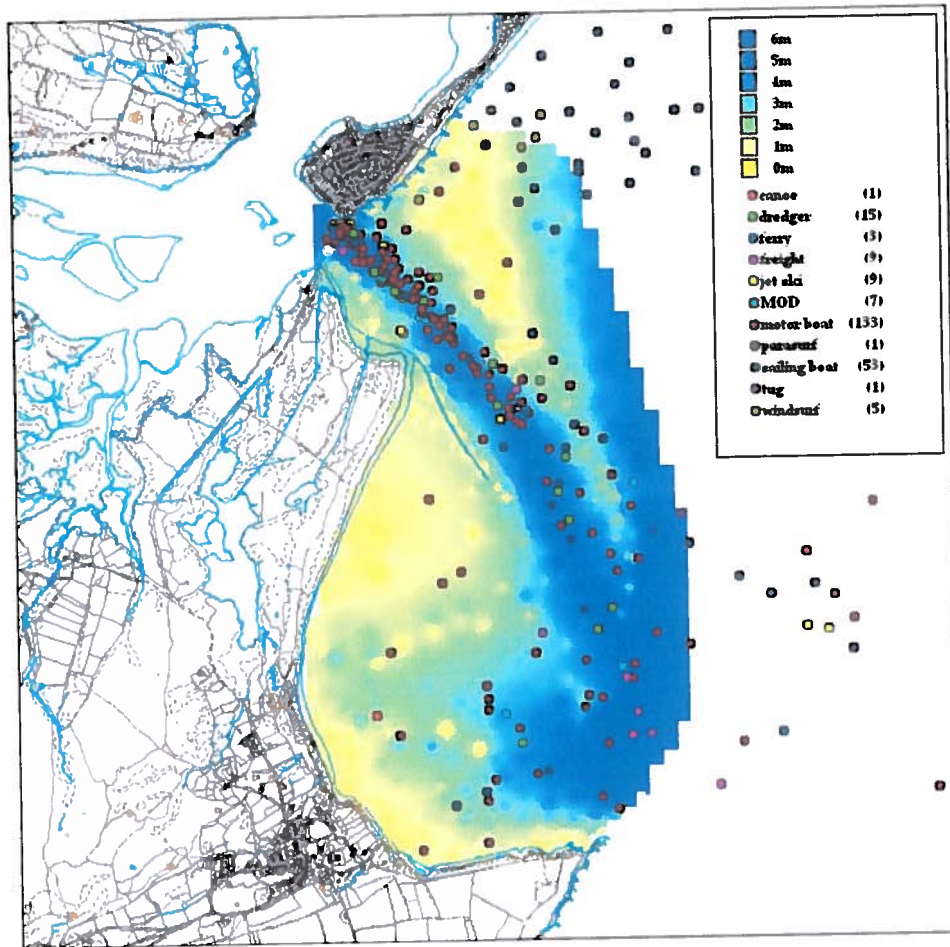 6m
5m
4m
3m
2m
1m
0m
canoe (1)
dredger (15)
ferry (3)
freight (9)
jet ski (9)
MOD (7)
motor boat (133)
parasurf (1)
sailing boat (53)
tug (1)
windsurf (5)